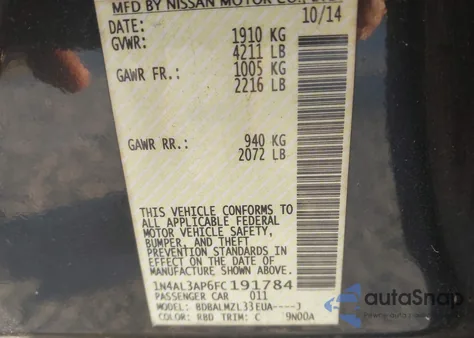 MFD BY NISSAN MOTOR CO.,
DATE: 10/14
GVWR: 1910 KG
4211 LB
GAWR FR.: 1005 KG
2216 LB
GAWR RR.: 940 KG
2072 LB
THIS VEHICLE CONFORMS TO
ALL APPLICABLE FEDERAL
MOTOR VEHICLE SAFETY,
BUMPER, AND THEFT
PREVENTION STANDARDS IN
EFFECT ON THE DATE OF
MANUFACTURE SHOWN ABOVE.
1N4AL3AP6FC191784
PASSENGER CAR 011
MODEL: BDBALMZL33EUA----J
COLOR: RBD TRIM: C 9N00A
autoSnap